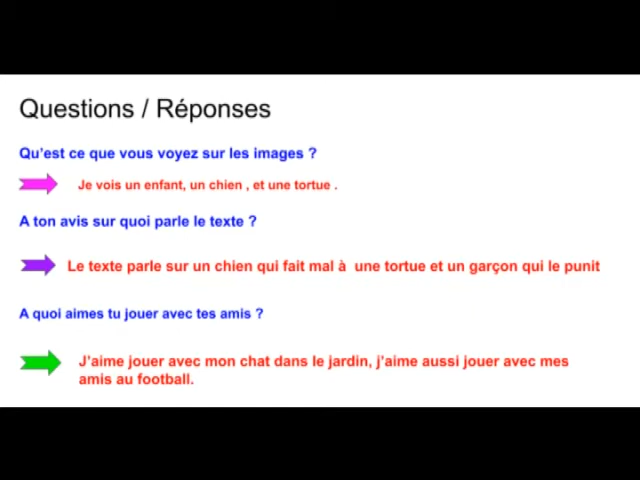 Questions / Réponses
Qu'est ce que vous voyez sur les images ?
Je vois un enfant, un chien , et une tortue .
A ton avis sur quoi parle le texte ?
Le texte parle sur un chien qui fait mal à une tortue et un garçon qui le punit
A quoi aimes tu jouer avec tes amis ?
J'aime jouer avec mon chat dans le jardin, j'aime aussi jouer avec mes
amis au football.